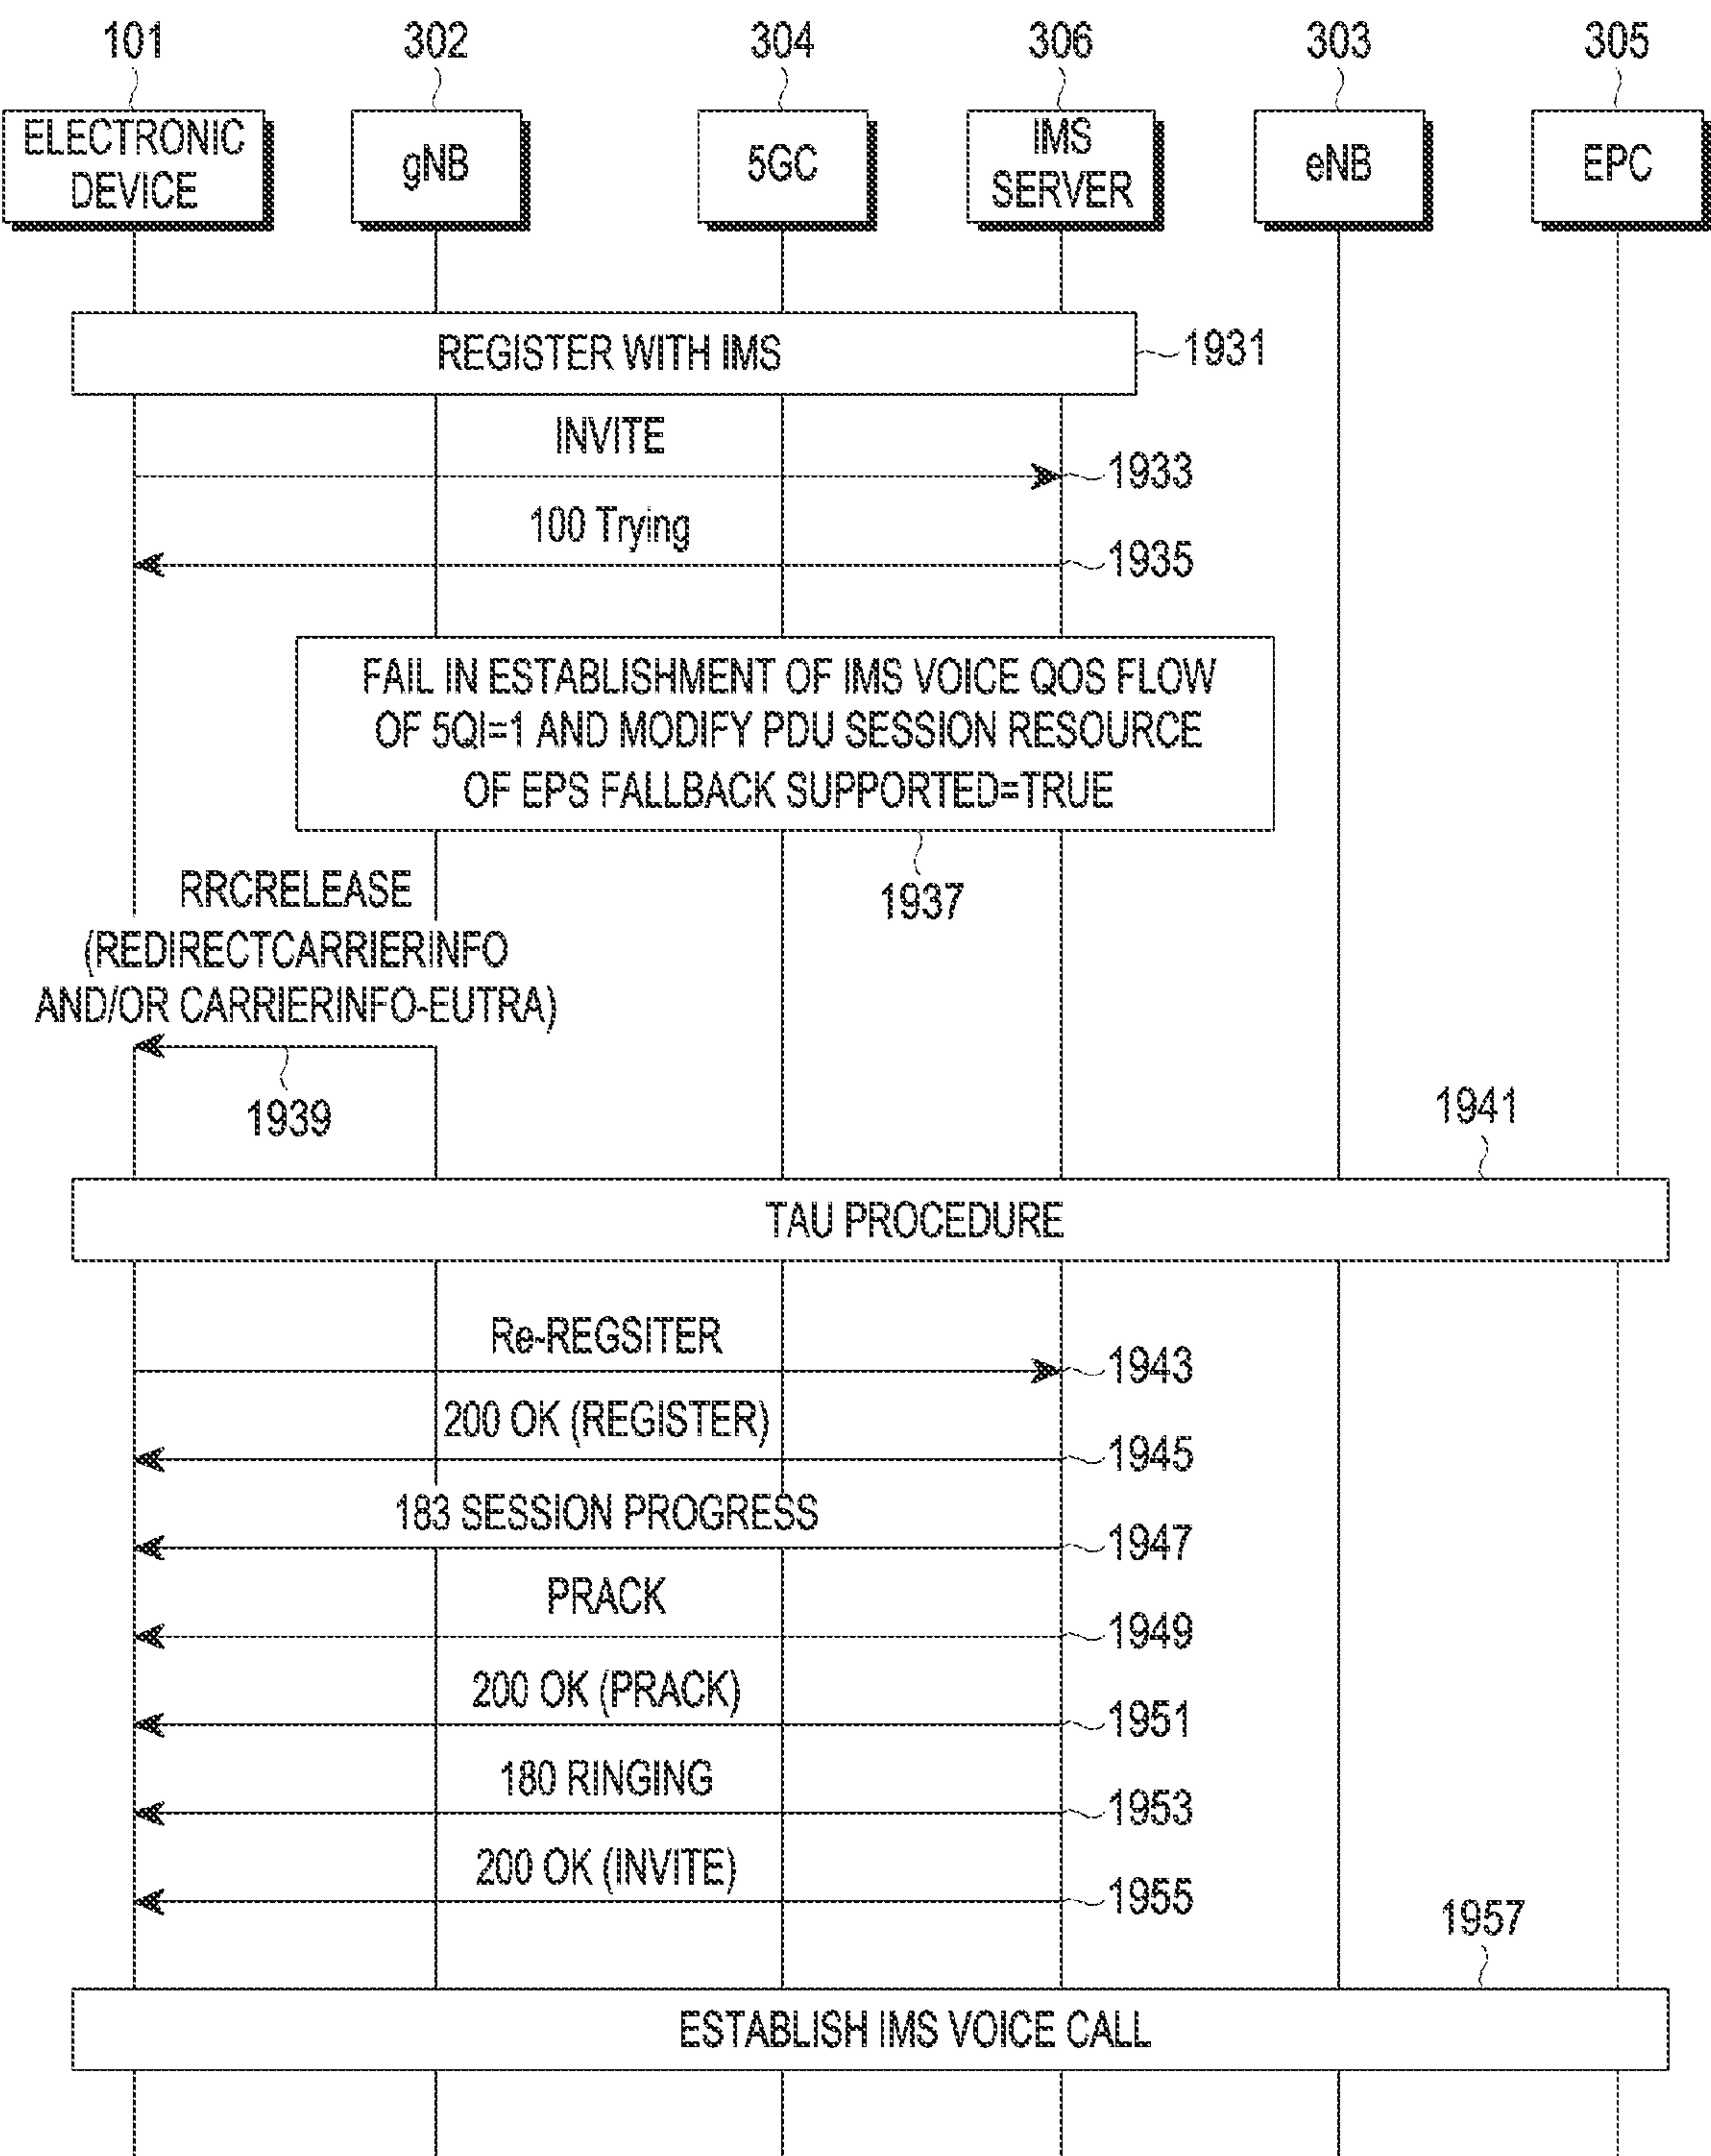 101 302 304 306 303 305
ELECTRONIC DEVICE
gNB
5GC
IMS SERVER
eNB
EPC
REGISTER WITH IMS
1931
INVITE
1933
100 Trying
1935
FAIL IN ESTABLISHMENT OF IMS VOICE QOS FLOW
OF 5QI=1 AND MODIFY PDU SESSION RESOURCE
OF EPS FALLBACK SUPPORTED=TRUE
1937
RRCRELEASE
(REDIRECTCARRIERINFO
AND/OR CARRIERINFO-EUTRA)
1939
1941
TAU PROCEDURE
Re-REGSITER
1943
200 OK (REGISTER)
1945
183 SESSION PROGRESS
1947
PRACK
1949
200 OK (PRACK)
1951
180 RINGING
1953
200 OK (INVITE)
1955
1957
ESTABLISH IMS VOICE CALL